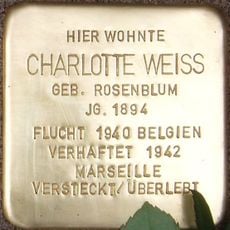 HIER WOHNTE
CHARLOTTE WEISS
GEB. ROSENBLUM
JG. 1894
FLUCHT 1940 BELGIEN
VERHAFTET 1942
MARSEILLE
VERSTECKT/ÜBERLEBT